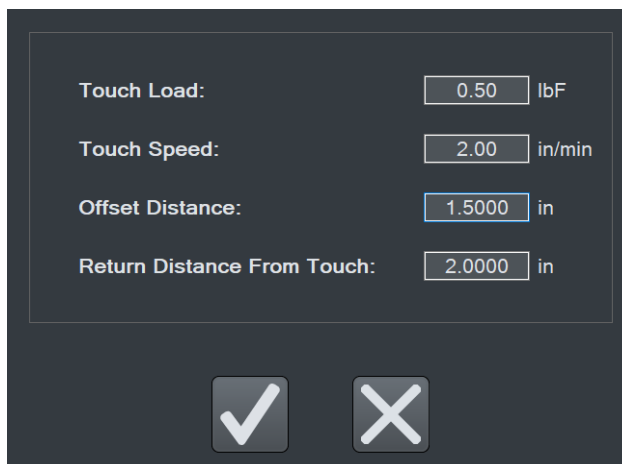 Touch Load: 0.50 lbF
Touch Speed: 2.00 in/min
Offset Distance: 1.5000 in
Return Distance From Touch: 2.0000 in